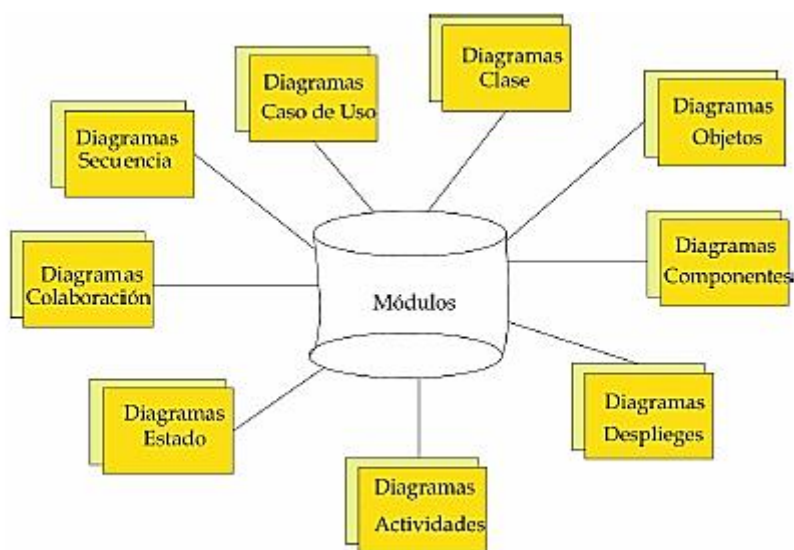 Diagramas
Clase
Diagramas
Caso de Uso
Diagramas
Objetos
Diagramas
Secuencia
Diagramas
Componentes
Diagramas
Colaboración
Módulos
Diagramas
Desplieges
Diagramas
Estado
Diagramas
Actividades